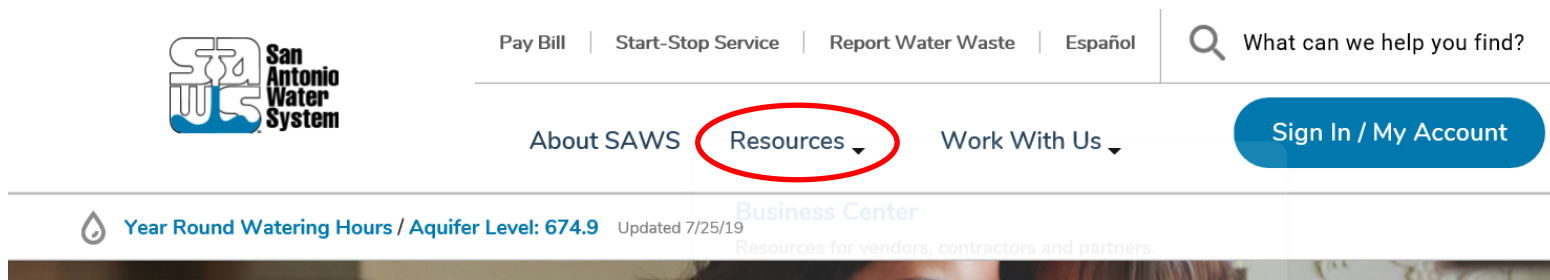 San
Antonio
Water
System
Pay Bill | Start-Stop Service | Report Water Waste | Español
What can we help you find?
About SAWS Resources Work With Us
Sign In / My Account
Year Round Watering Hours / Aquifer Level: 674.9 Updated 7/25/19
Business Center
Resources for vendors, contractors and partners.